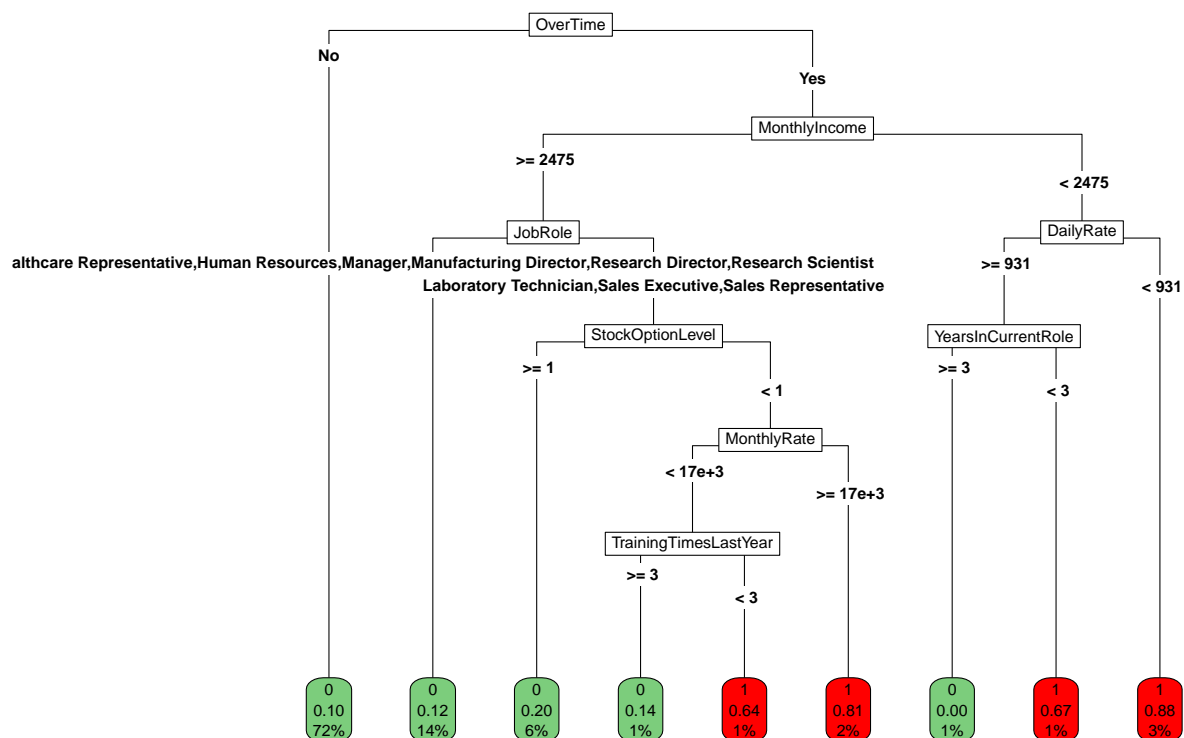 OverTime
No
Yes
MonthlyIncome
>= 2475
< 2475
JobRole
DailyRate
althcare Representative,Human Resources,Manager,Manufacturing Director,Research Director,Research Scientist
>= 931
Laboratory Technician,Sales Executive,Sales Representative
< 931
StockOptionLevel
YearsInCurrentRole
>= 1
>= 3
< 1
< 3
MonthlyRate
< 17e+3
>= 17e+3
TrainingTimesLastYear
>= 3
< 3
0 0 0 0 1 1 0 1 1
0.10 0.12 0.20 0.14 0.64 0.81 0.00 0.67 0.88
72% 14% 6% 1% 1% 2% 1% 1% 3%